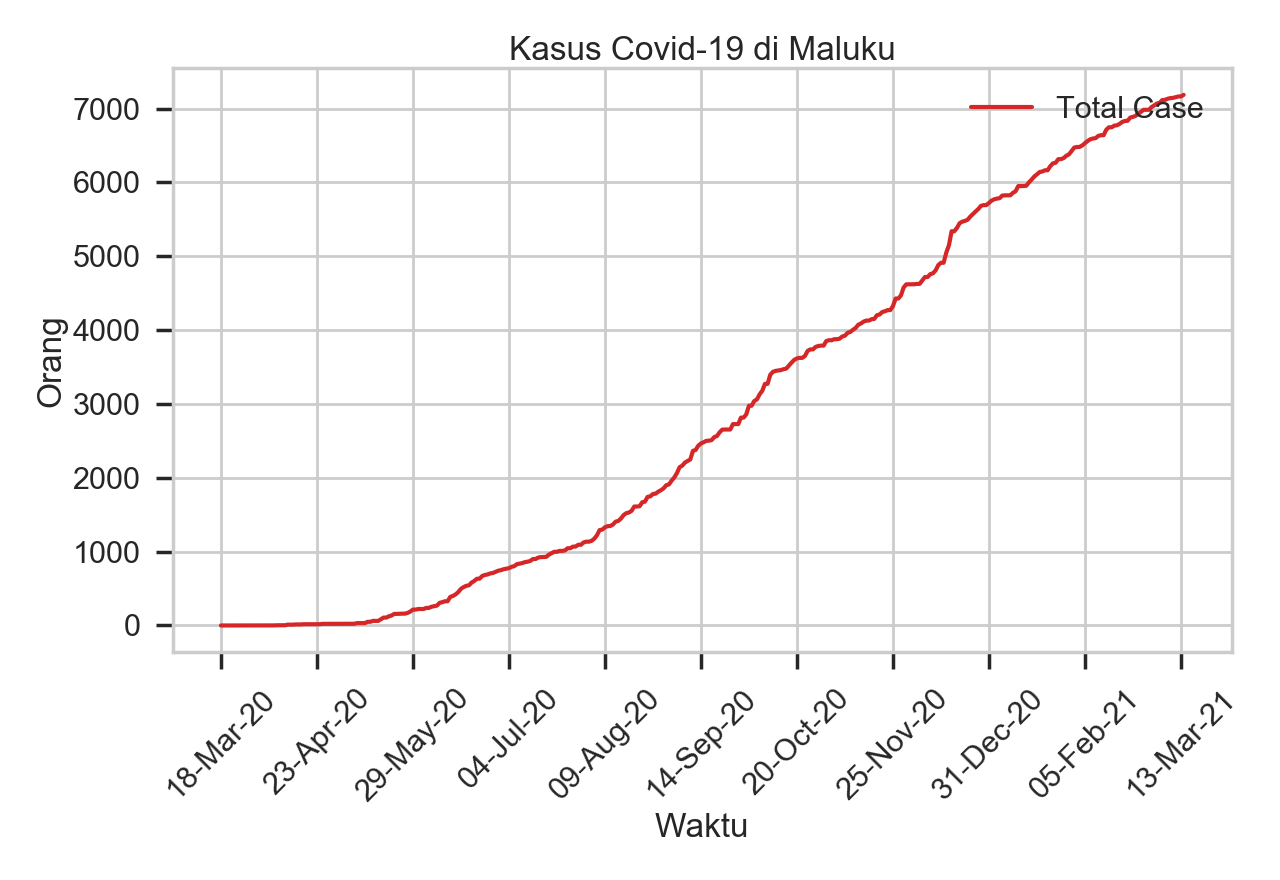 Kasus Covid-19 di Maluku
Total Case
7000
6000
5000
4000
3000
2000
1000
0
Orang
18-Mar-20
23-Apr-20
29-May-20
04-Jul-20
09-Aug-20
14-Sep-20
20-Oct-20
25-Nov-20
31-Dec-20
05-Feb-21
13-Mar-21
Waktu